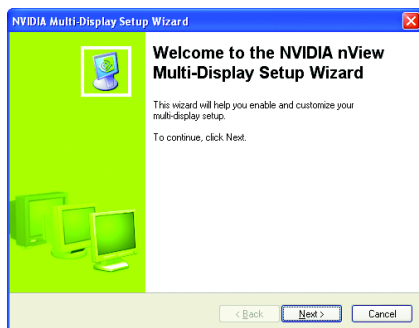 NVIDIA Multi-Display Setup Wizard
Welcome to the NVIDIA nView
Multi-Display Setup Wizard
This wizard will help you enable and customize your
multi-display setup.
To continue, click Next.
< Back
Next >
Cancel